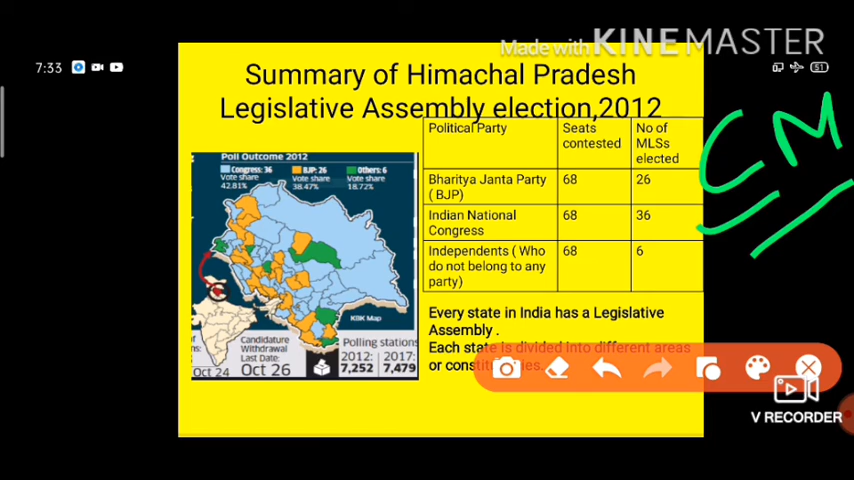 Made with KINEMASTER
7:33
51
CM
Summary of Himachal Pradesh
Legislative Assembly election,2012
Poll Outcome 2012
Congress: 36 BJP: 26 Others: 6
Vote share Vote share Vote share
42.81% 38.47% 18.72%
KBK Map
Candidature
Withdrawal
Last Date:
Oct 24 Oct 26
Polling stations
2012: 2017:
7,252 7,479
Political Party Seats contested No of MLSs elected
Bharitya Janta Party ( BJP) 68 26
Indian National Congress 68 36
Independents ( Who do not belong to any party) 68 6
Every state in India has a Legislative
Assembly .
Each state is divided into different areas
or
V RECORDER